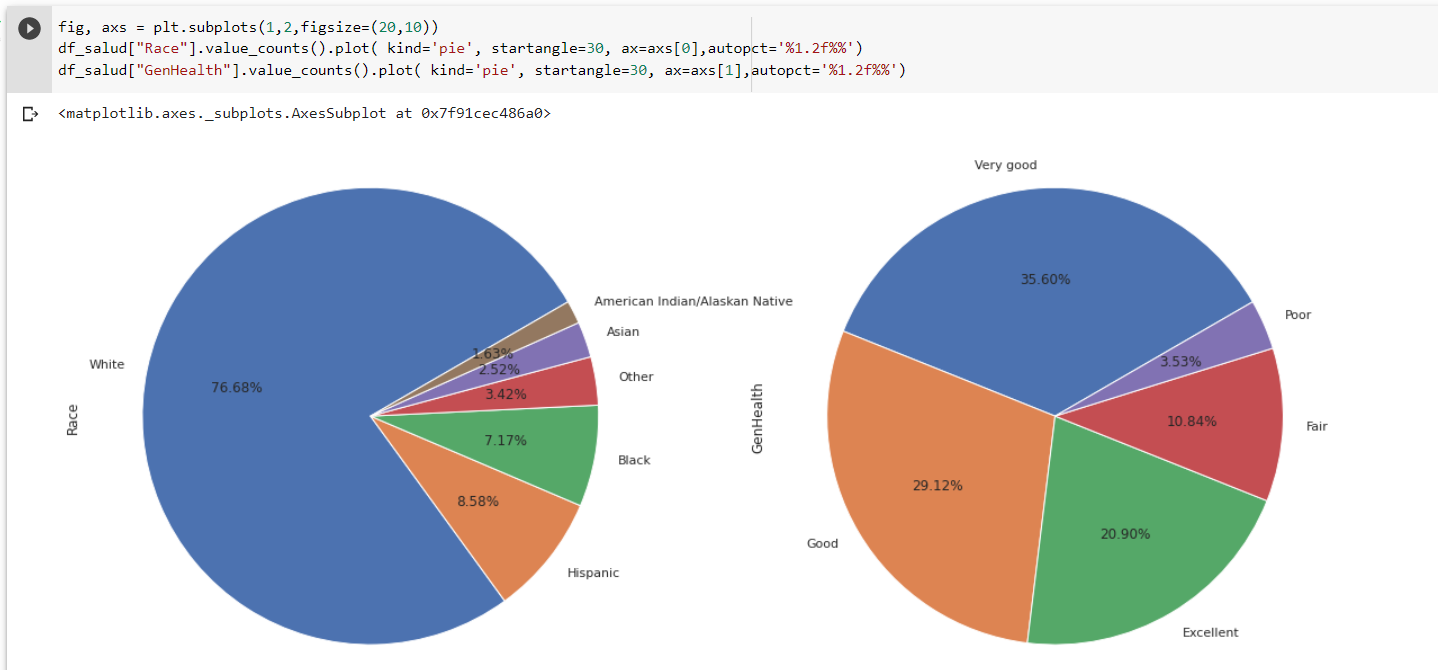 fig, axs = plt.subplots(1,2,figsize=(20,10))
df_salud["Race"].value_counts().plot( kind='pie', startangle=30, ax=axs[0],autopct='%1.2f%%')
df_salud["GenHealth"].value_counts().plot( kind='pie', startangle=30, ax=axs[1],autopct='%1.2f%%')
<matplotlib.axes._subplots.AxesSubplot at 0x7f91cec486a0>
Race
White
76.68%
American Indian/Alaskan Native
1.63%
Asian
2.52%
Other
3.42%
Black
7.17%
Hispanic
8.58%
GenHealth
Very good
35.60%
Poor
3.53%
Fair
10.84%
Good
29.12%
Excellent
20.90%